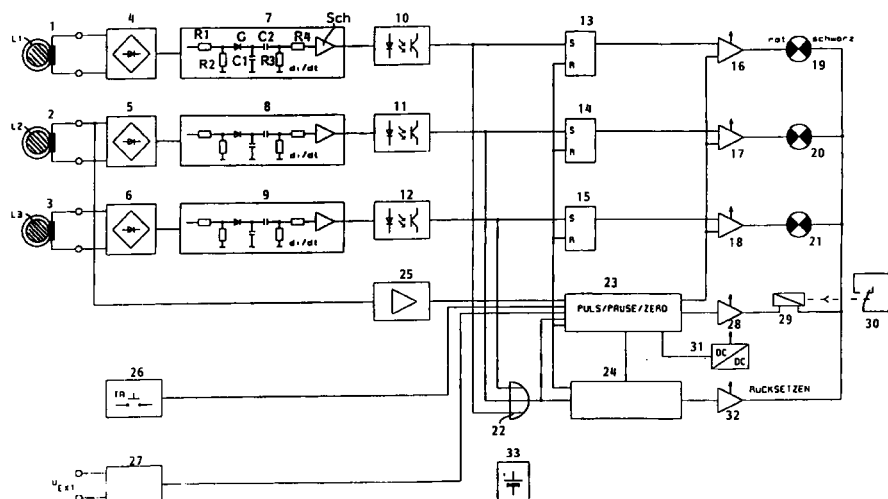 1 4 7 Sch 10 13
L1 R1 G C2 R4 S rot schwarz
R2 C1 R3 di/dt R 16 19
2 5 8 11 14
L2 di/dt S R 17 20
3 6 9 12 15
L3 di/dt S R 18 21
25 23
PULS/PAUSE/ZERO 28 29 30
31 DC DC
26 24 RÜCKSETZEN
TA 22 32
27 33
UExt